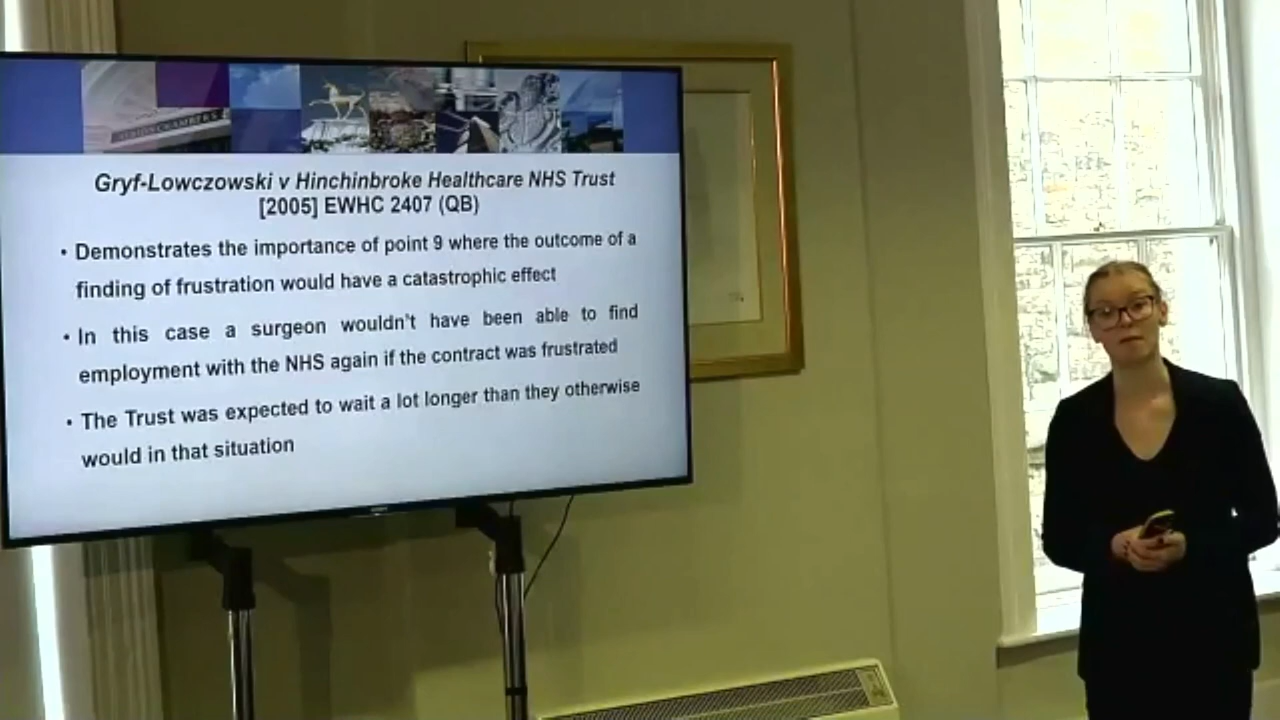 Gryf-Lowczowski v Hinchinbroke Healthcare NHS Trust
[2005] EWHC 2407 (QB)
• Demonstrates the importance of point 9 where the outcome of a
finding of frustration would have a catastrophic effect
• In this case a surgeon wouldn't have been able to find
employment with the NHS again if the contract was frustrated
• The Trust was expected to wait a lot longer than they otherwise
would in that situation